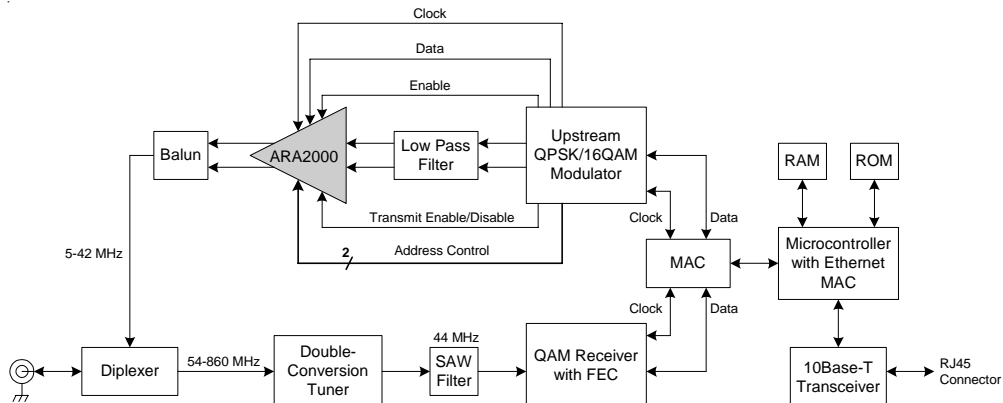 Clock
Data
Enable
Balun
ARA2000
Low Pass
Filter
Upstream
QPSK/16QAM
Modulator
RAM
ROM
Transmit Enable/Disable
Clock
Data
5-42 MHz
2
Address Control
MAC
Microcontroller
with Ethernet
MAC
Clock
Data
Diplexer
54-860 MHz
Double-
Conversion
Tuner
44 MHz
SAW
Filter
QAM Receiver
with FEC
10Base-T
Transceiver
RJ45
Connector